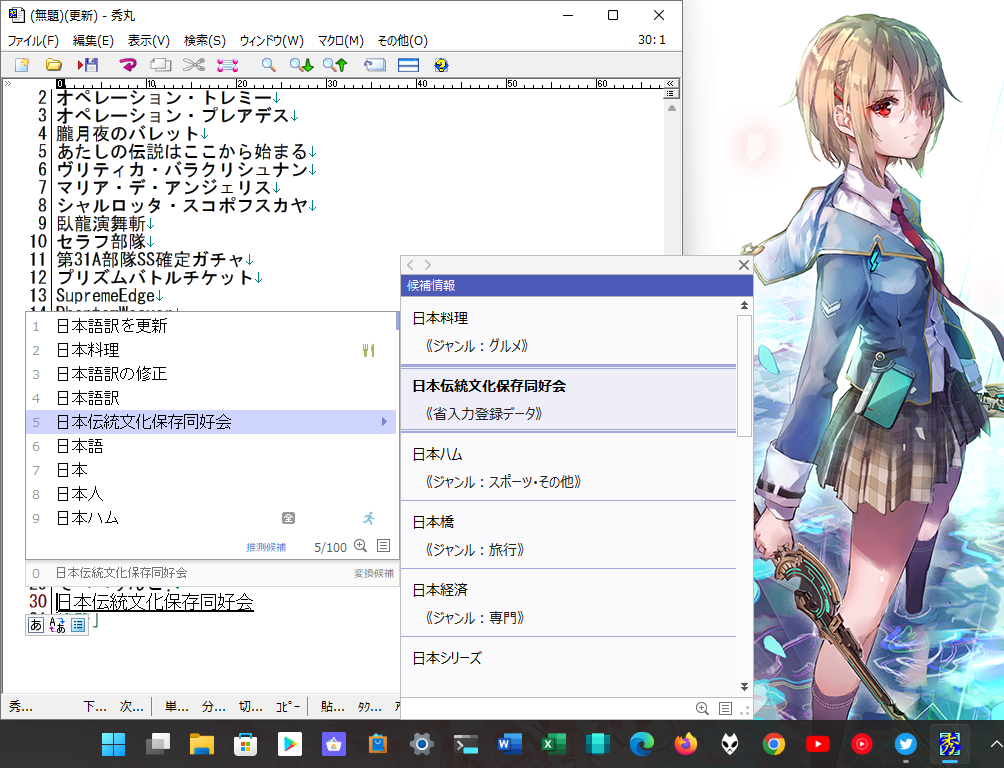 (無題)(更新) - 秀丸
ファイル(F) 編集(E) 表示(V) 検索(S) ウィンドウ(W) マクロ(M) その他(O) 30:1
0 10 20 30 40 50 60
2 オペレーション・トレミー↓
3 オペレーション・プレアデス↓
4 朧月夜のバレット↓
5 あたしの伝説はここから始まる↓
6 ヴリティカ・バラクリシュナン↓
7 マリア・デ・アンジェリス↓
8 シャルロッタ・スコポフスカヤ↓
9 臥龍演舞斬↓
10 セラフ部隊↓
11 第31A部隊SS確定ガチャ↓
12 プリズムバトルチケット↓
13 SupremeEdge↓
1 日本語訳を更新
2 日本料理
3 日本語訳の修正
4 日本語訳
5 日本伝統文化保存同好会
6 日本語
7 日本
8 日本人
9 日本ハム 全
推測候補 5/100
0 日本伝統文化保存同好会 変換候補
30 日本伝統文化保存同好会
あ
候補情報
日本料理
《ジャンル：グルメ》
日本伝統文化保存同好会
《省入力登録データ》
日本ハム
《ジャンル：スポーツ・その他》
日本橋
《ジャンル：旅行》
日本経済
《ジャンル：専門》
日本シリーズ
秀... 下... 次... 単... 分... 切... コピー 貼... タク...
秀